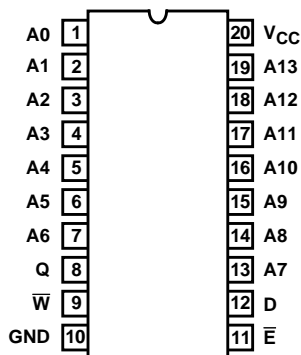 A0 1 20 VCC
A1 2 19 A13
A2 3 18 A12
A3 4 17 A11
A4 5 16 A10
A5 6 15 A9
A6 7 14 A8
Q 8 13 A7
W̅ 9 12 D
GND 10 11 E̅